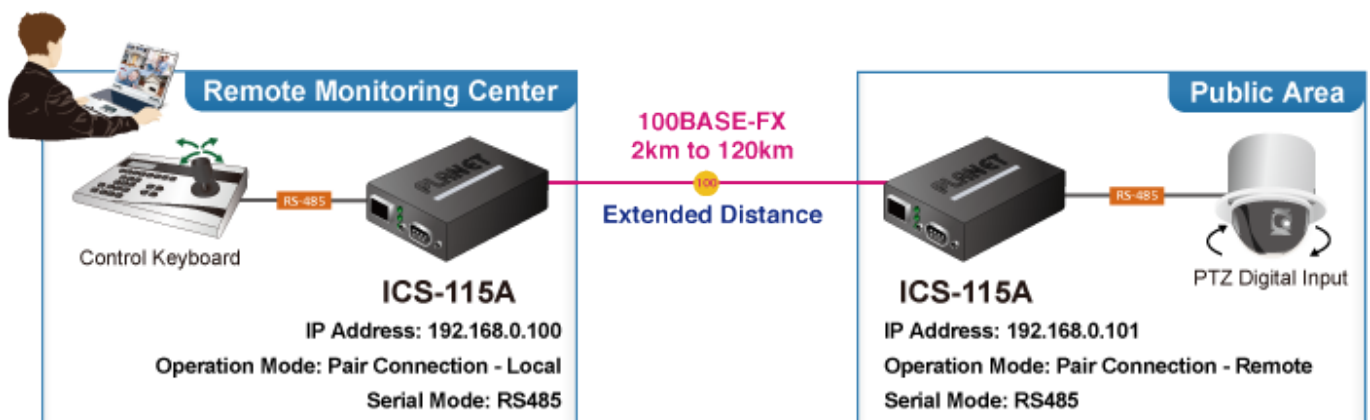 Remote Monitoring Center
RS-485
Control Keyboard
PLANET
ICS-115A
IP Address: 192.168.0.100
Operation Mode: Pair Connection - Local
Serial Mode: RS485
100BASE-FX
2km to 120km
100
Extended Distance
Public Area
PLANET
RS-485
PTZ Digital Input
ICS-115A
IP Address: 192.168.0.101
Operation Mode: Pair Connection - Remote
Serial Mode: RS485